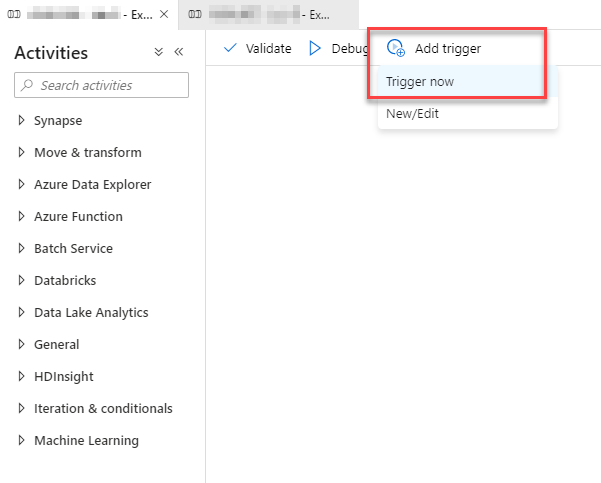 - Ex...
- Ex...
Activities
Search activities
Synapse
Move & transform
Azure Data Explorer
Azure Function
Batch Service
Databricks
Data Lake Analytics
General
HDInsight
Iteration & conditionals
Machine Learning
Validate
Debug
Add trigger
Trigger now
New/Edit